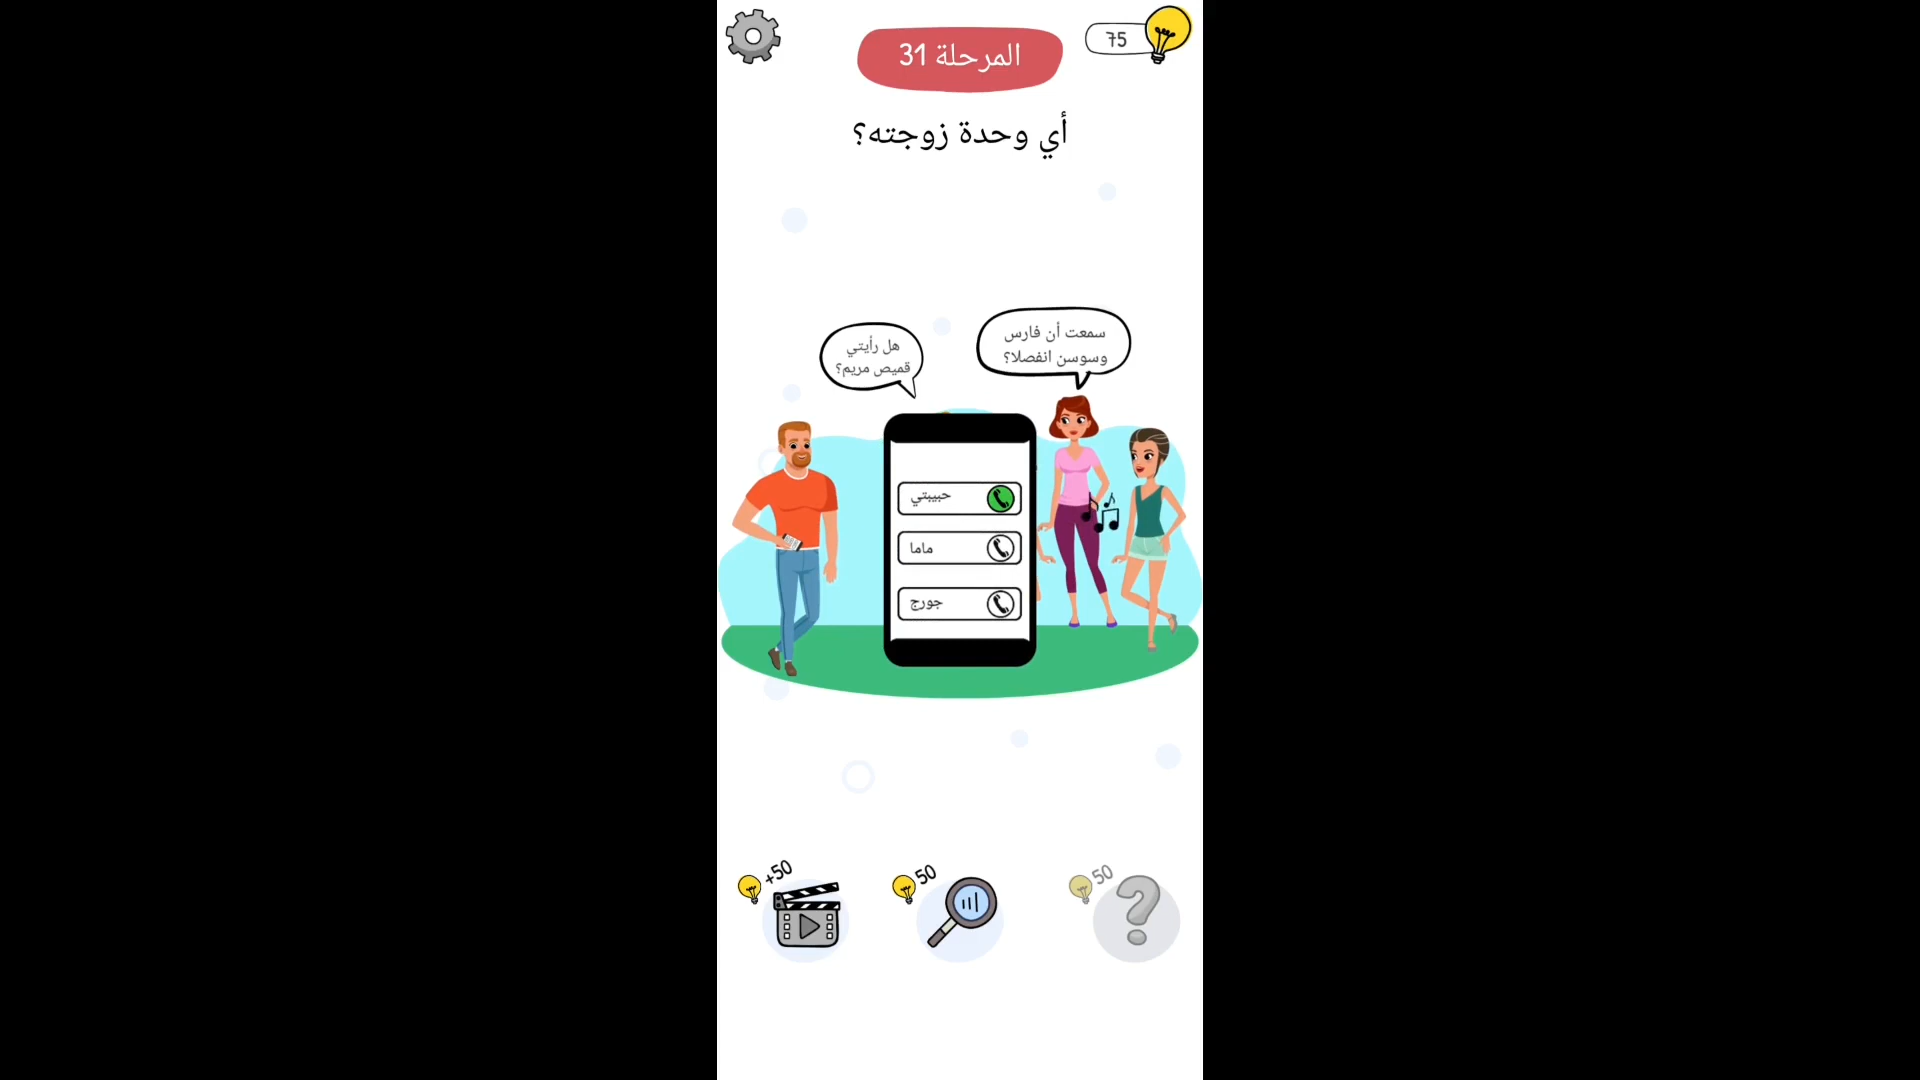 75
المرحلة 31
أي وحدة زوجته؟
سمعت أن فارس
وسوسن انفصلا؟
هل رأيتي
قميص مريم؟
حبيبتي
ماما
جورج
+50
50
50